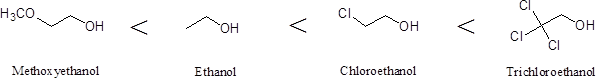 H3CO OH < OH < Cl OH < Cl Cl Cl OH
Methoxyethanol Ethanol Chloroethanol Trichloroethanol